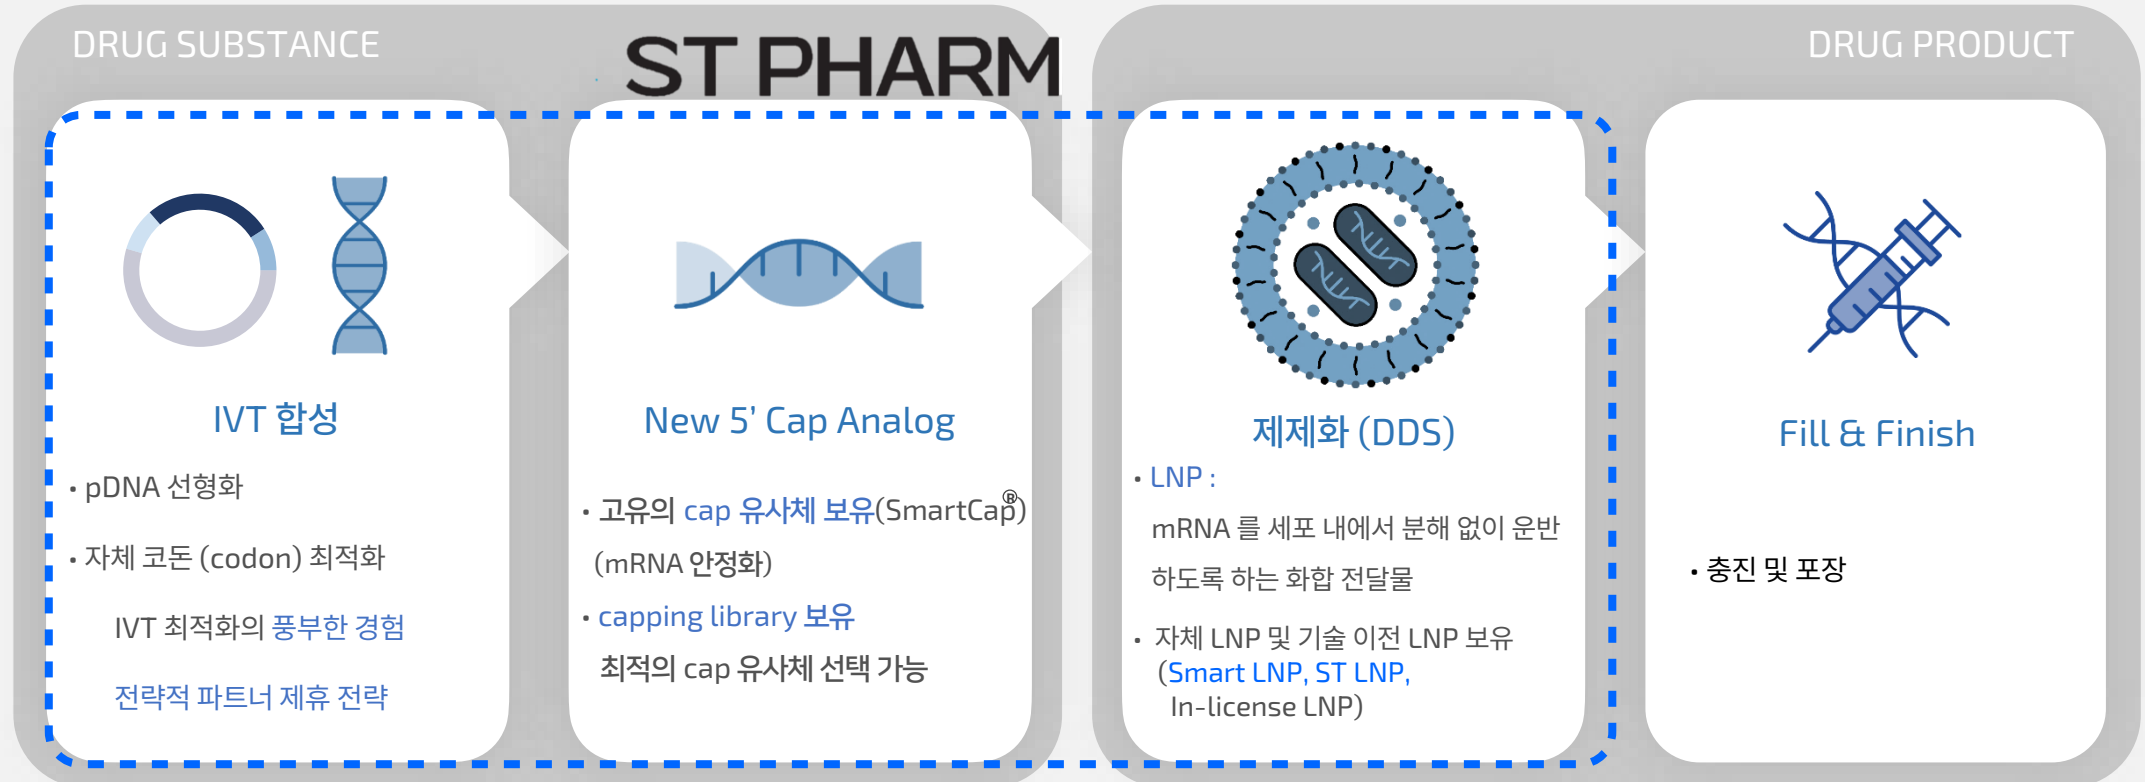 DRUG SUBSTANCE
ST PHARM
DRUG PRODUCT
IVT 합성
• pDNA 선형화
• 자체 코돈 (codon) 최적화
IVT 최적화의 풍부한 경험
전략적 파트너 제휴 전략
New 5’ Cap Analog
• 고유의 cap 유사체 보유(SmartCap®)
(mRNA 안정화)
• capping library 보유
최적의 cap 유사체 선택 가능
제제화 (DDS)
• LNP :
mRNA 를 세포 내에서 분해 없이 운반
하도록 하는 화합 전달물
• 자체 LNP 및 기술 이전 LNP 보유
(Smart LNP, ST LNP,
In-license LNP)
Fill & Finish
• 충진 및 포장